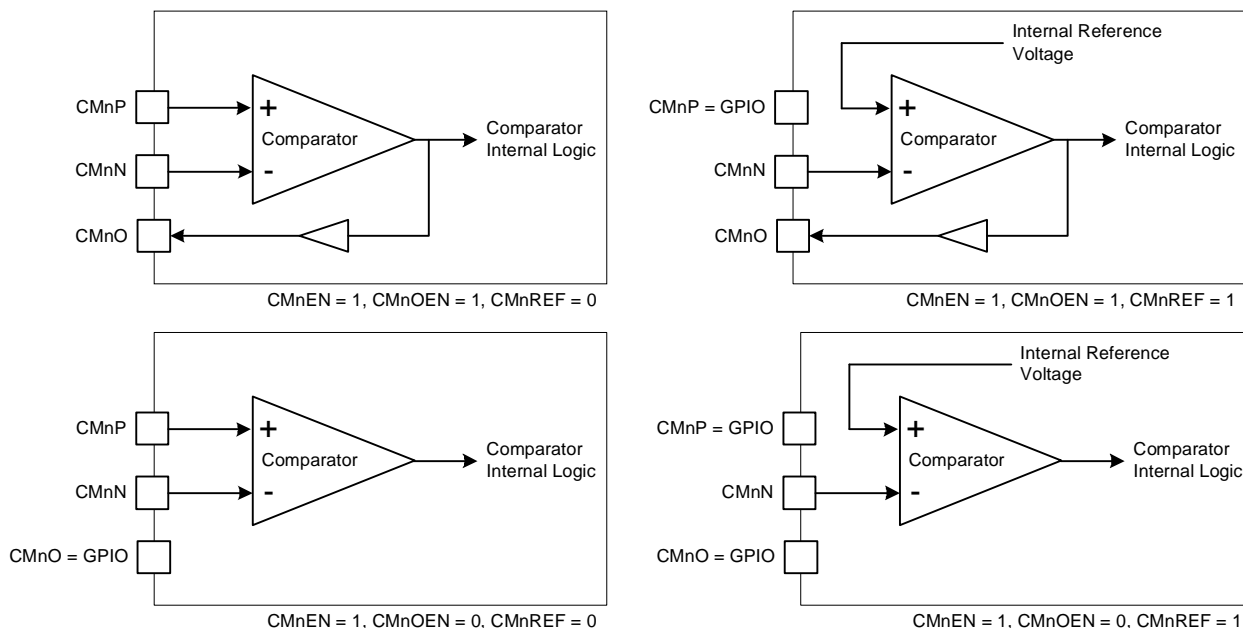 CMnP
+
Comparator
CMnN
-
CMnO
Comparator
Internal Logic
CMnEN = 1, CMnOEN = 1, CMnREF = 0
Internal Reference
Voltage
CMnP = GPIO
+
Comparator
CMnN
-
CMnO
Comparator
Internal Logic
CMnEN = 1, CMnOEN = 1, CMnREF = 1
CMnP
+
Comparator
CMnN
-
CMnO = GPIO
Comparator
Internal Logic
CMnEN = 1, CMnOEN = 0, CMnREF = 0
Internal Reference
Voltage
CMnP = GPIO
+
Comparator
CMnN
-
CMnO = GPIO
Comparator
Internal Logic
CMnEN = 1, CMnOEN = 0, CMnREF = 1